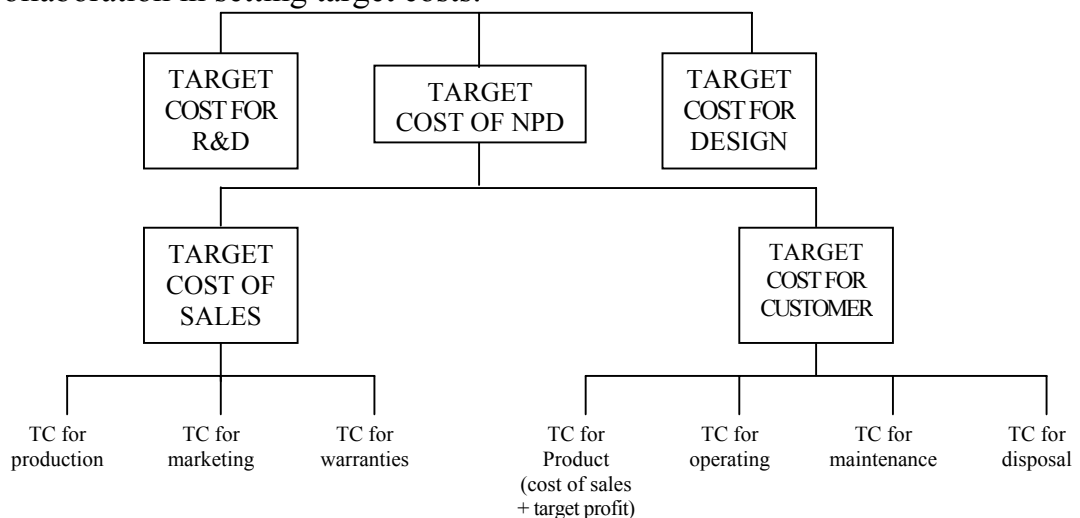 ollaboration in setting target costs.
TARGET
COST FOR
R&D
TARGET
COST OF NPD
TARGET
COST FOR
DESIGN
TARGET
COST OF
SALES
TARGET
COST FOR
CUSTOMER
TC for
production
TC for
marketing
TC for
warranties
TC for
Product
(cost of sales
+ target profit)
TC for
operating
TC for
maintenance
TC for
disposal